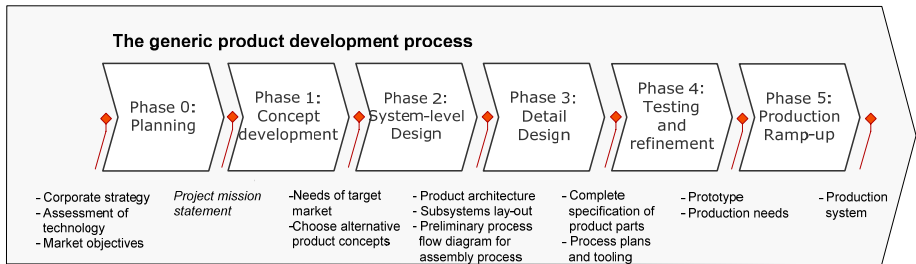 The generic product development process
Phase 0:
Planning
Phase 1:
Concept
development
Phase 2:
System-level
Design
Phase 3:
Detail
Design
Phase 4:
Testing
and
refinement
Phase 5:
Production
Ramp-up
- Corporate strategy
- Assessment of
technology
- Market objectives
Project mission
statement
-Needs of target
market
-Choose alternative
product concepts
- Product architecture
- Subsystems lay-out
- Preliminary process
flow diagram for
assembly process
- Complete
specification of
product parts
- Process plans
and tooling
- Prototype
- Production needs
- Production
system